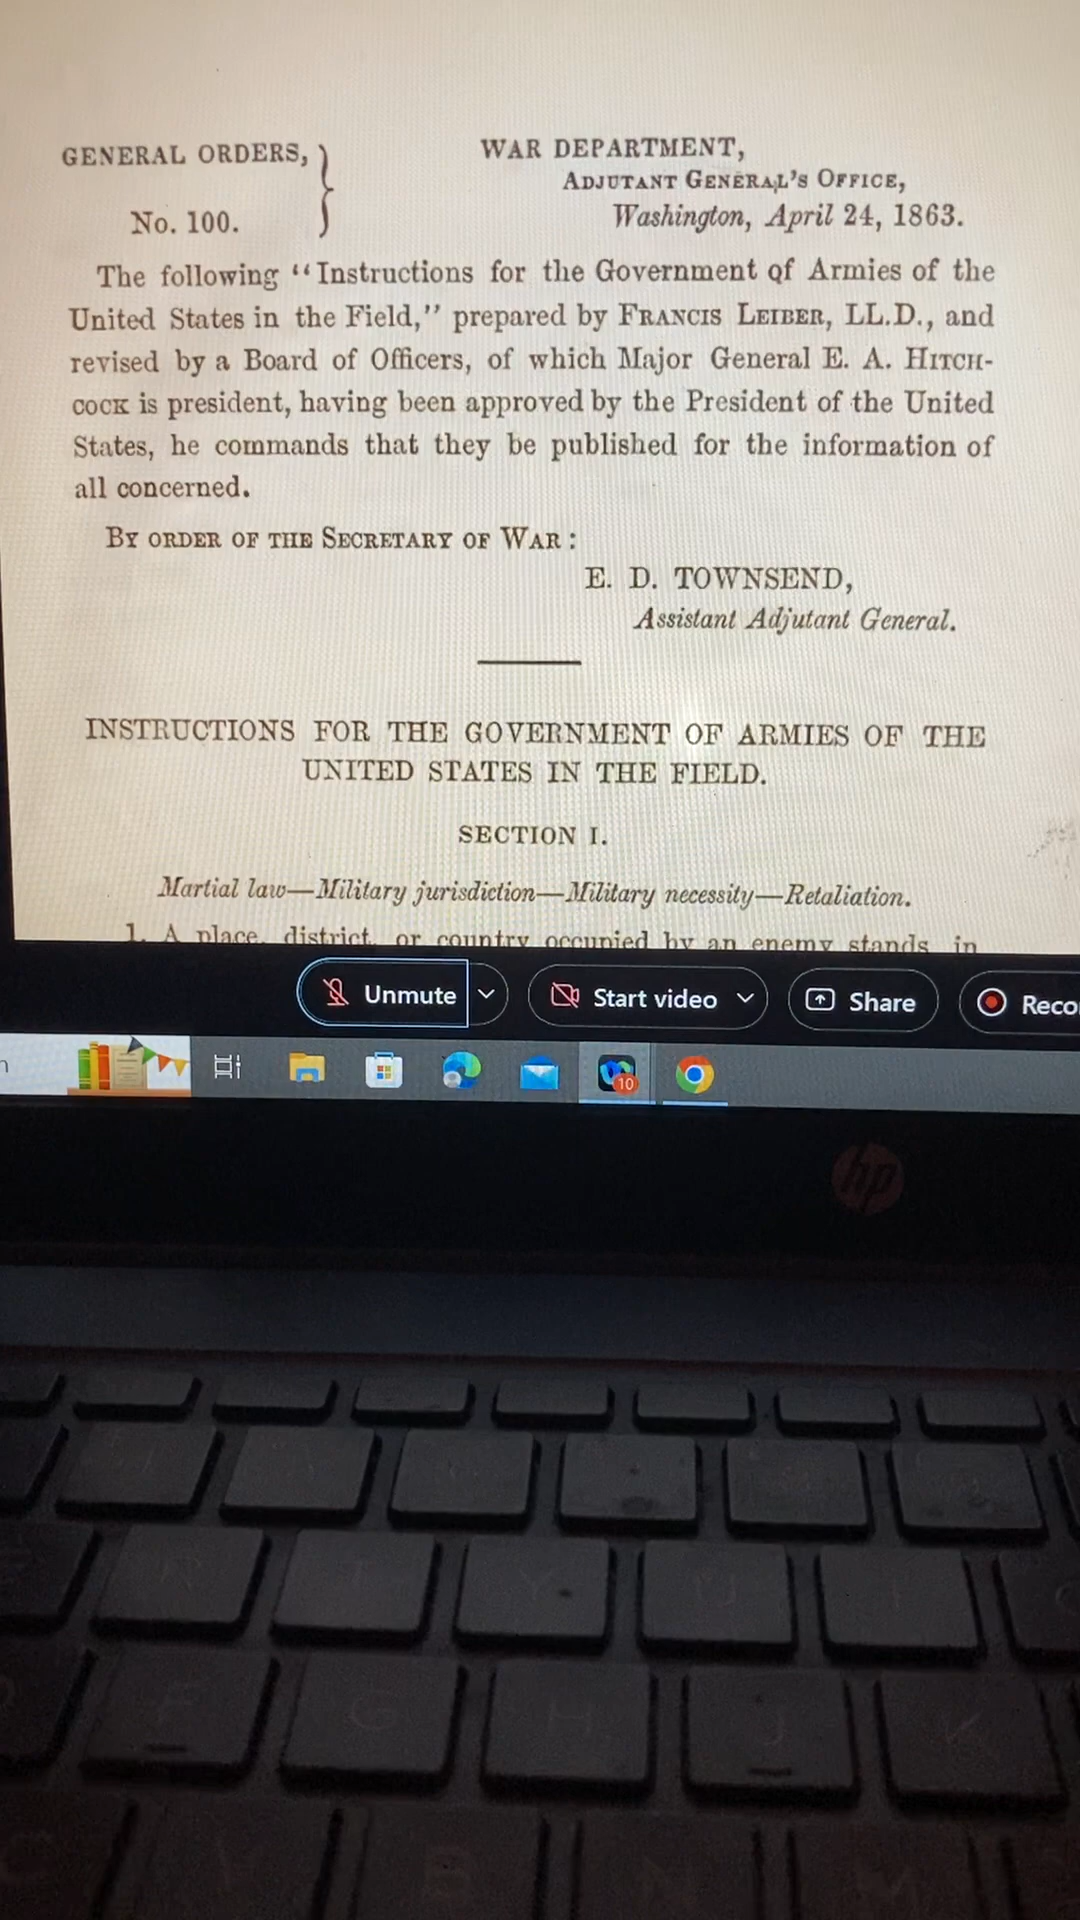 GENERAL ORDERS,
No. 100.
WAR DEPARTMENT,
ADJUTANT GENERAL'S OFFICE,
Washington, April 24, 1863.
The following "Instructions for the Government of Armies of the
United States in the Field," prepared by FRANCIS LEIBER, LL.D., and
revised by a Board of Officers, of which Major General E. A. HITCH-
COCK is president, having been approved by the President of the United
States, he commands that they be published for the information of
all concerned.
BY ORDER OF THE SECRETARY OF WAR:
E. D. TOWNSEND,
Assistant Adjutant General.
INSTRUCTIONS FOR THE GOVERNMENT OF ARMIES OF THE
UNITED STATES IN THE FIELD.
SECTION I.
Martial law—Military jurisdiction—Military necessity—Retaliation.
1. A place, district, or country occupied by an enemy stands, in
Unmute
Start video
Share
Reco
10
hp
Y
U
F
G
H
J
K
B
M